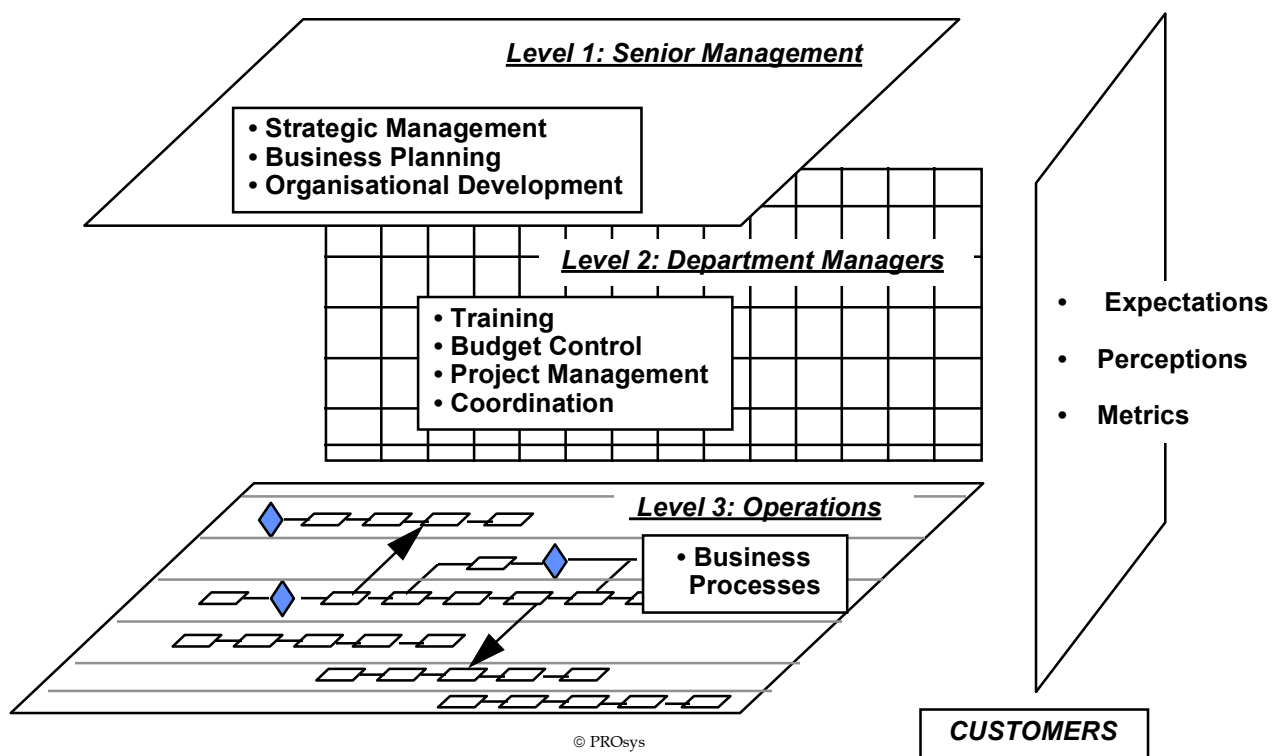 Level 1: Senior Management
• Strategic Management
• Business Planning
• Organisational Development
Level 2: Department Managers
• Training
• Budget Control
• Project Management
• Coordination
• Expectations
• Perceptions
• Metrics
Level 3: Operations
• Business
Processes
CUSTOMERS
© PROsys